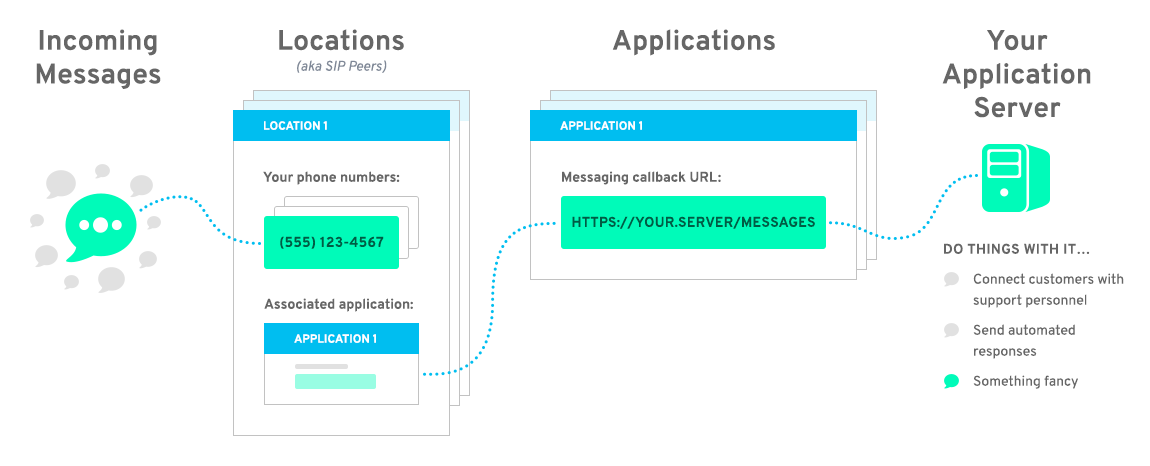 Incoming
Messages
Locations
(aka SIP Peers)
Applications
Your
Application
Server
LOCATION 1
Your phone numbers:
(555) 123-4567
Associated application:
APPLICATION 1
APPLICATION 1
Messaging callback URL:
HTTPS://YOUR.SERVER/MESSAGES
DO THINGS WITH IT...
Connect customers with
support personnel
Send automated
responses
Something fancy